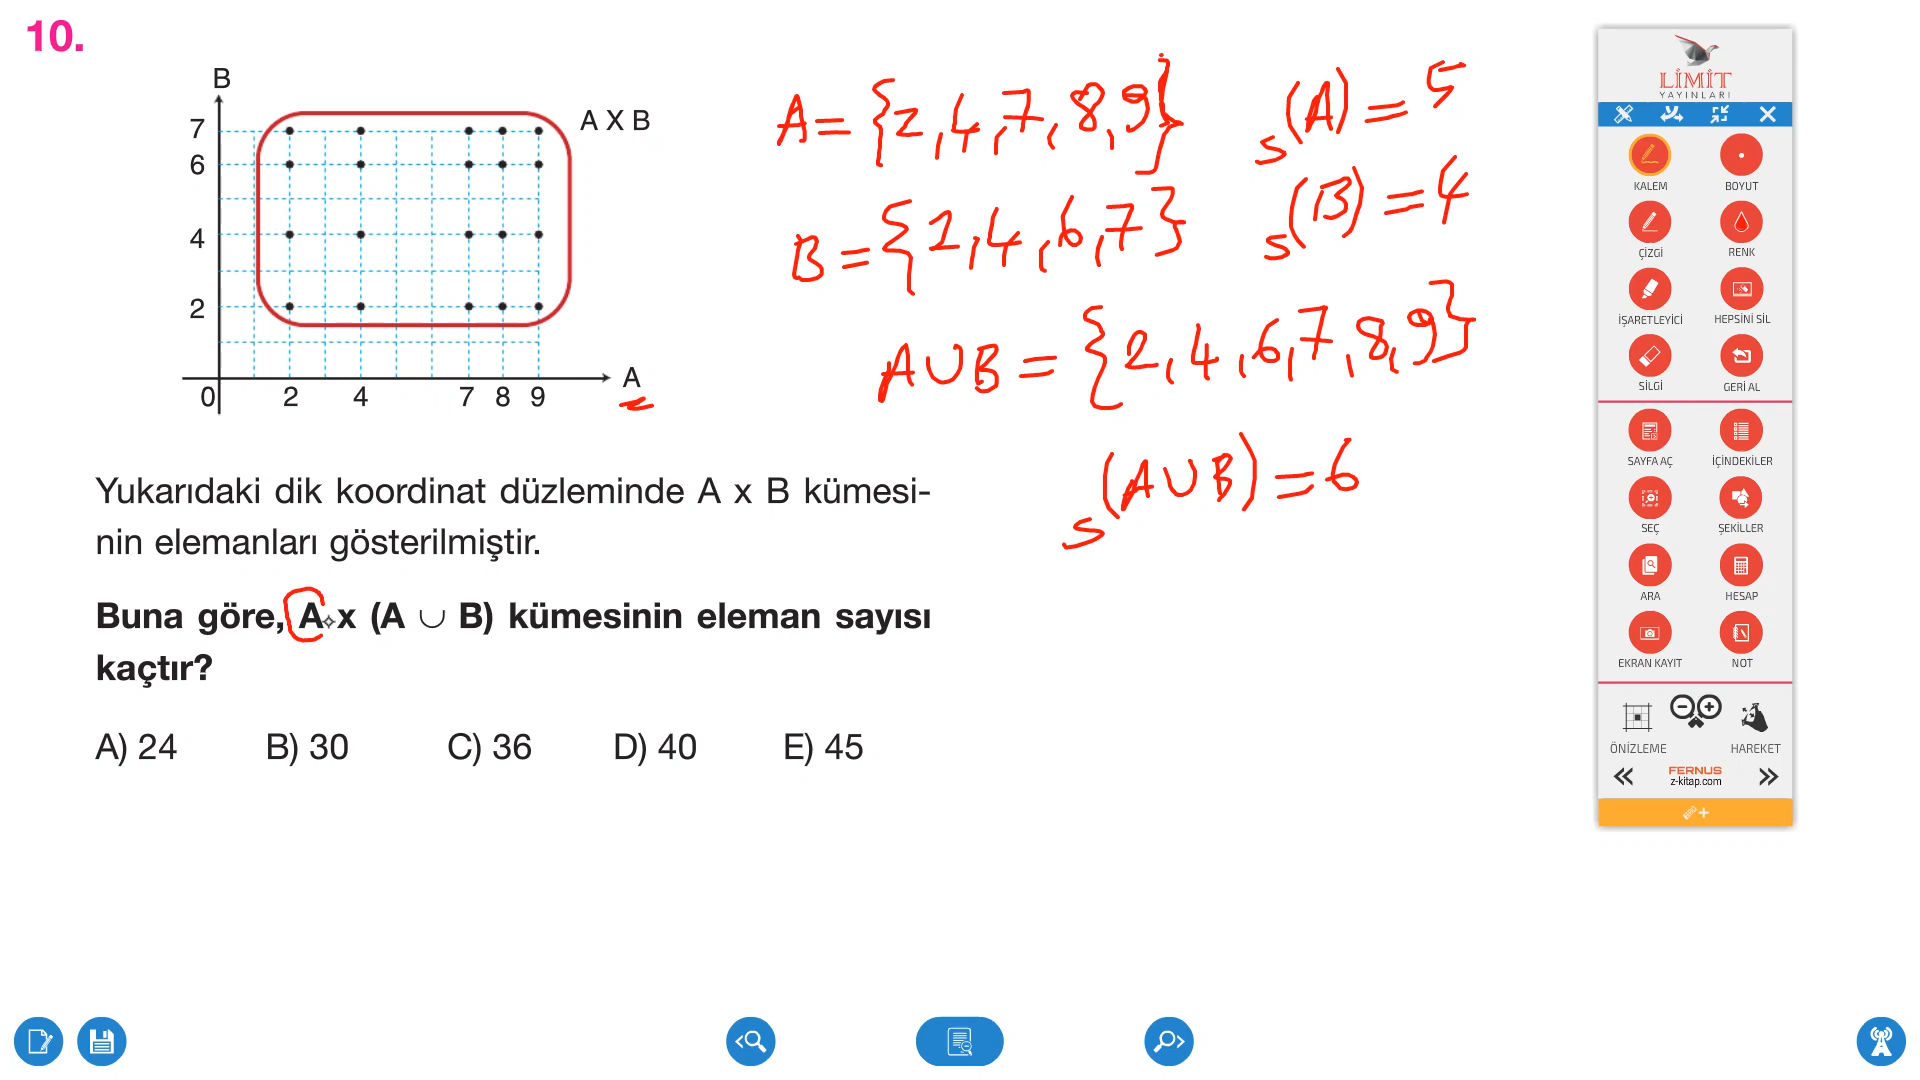 10.
B
A X B
7
6
4
2
0
2 4 7 8 9
A
Yukarıdaki dik koordinat düzleminde A x B kümesi-
nin elemanları gösterilmiştir.
Buna göre, A x (A ∪ B) kümesinin eleman sayısı
kaçtır?
A) 24 B) 30 C) 36 D) 40 E) 45
A = {2, 4, 7, 8, 9}
s(A) = 5
B = {2, 4, 6, 7}
s(B) = 4
A∪B = {2, 4, 6, 7, 8, 9}
s(A∪B) = 6
LİMİT
YAYINLARI
KALEM BOYUT
ÇİZGİ RENK
İŞARETLEYİCİ HEPSİNİ SİL
SİLGİ GERİ AL
SAYFA AÇ İÇİNDEKİLER
SEÇ ŞEKİLLER
ARA HESAP
EKRAN KAYIT NOT
ÖNİZLEME HAREKET
FERNUS
z-kitap.com